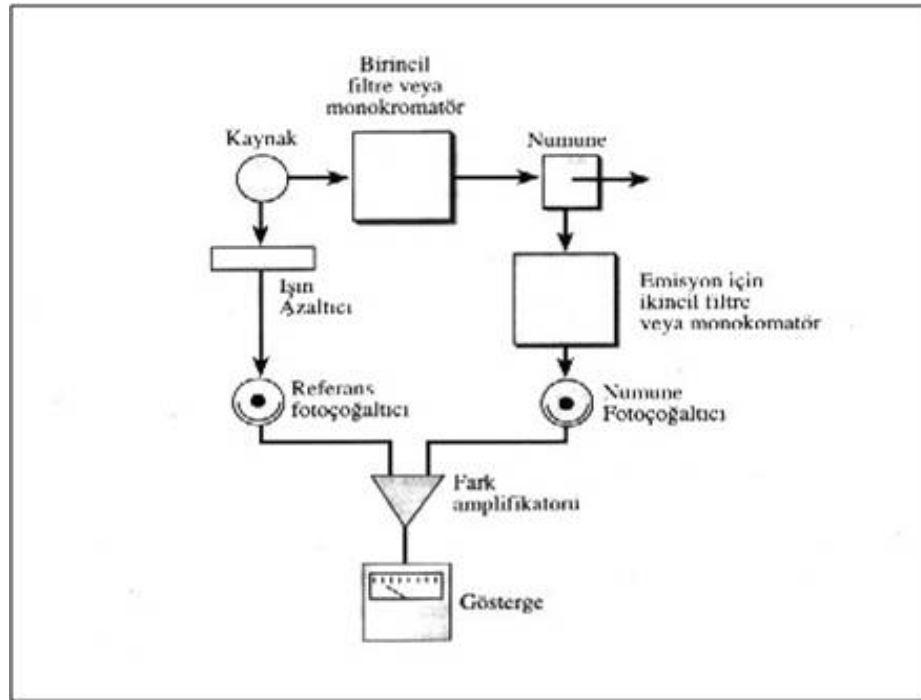 Birincil
filtre veya
monokromatör
Kaynak
Numune
Işın
Azaltıcı
Emisyon için
ikincil filtre
veya monokomatör
Referans
fotoçoğaltıcı
Numune
Fotoçoğaltıcı
Fark
amplifikatoru
Gösterge